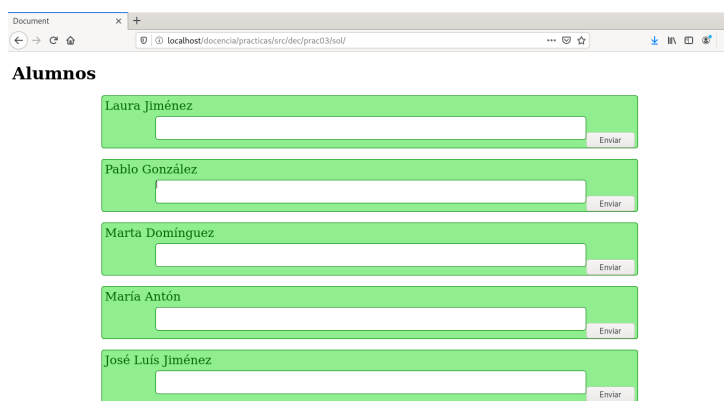 Document
localhost/docencia/practicas/src/dec/prac03/sol/
Alumnos
Laura Jiménez
Enviar
Pablo González
Enviar
Marta Domínguez
Enviar
María Antón
Enviar
José Luís Jiménez
Enviar